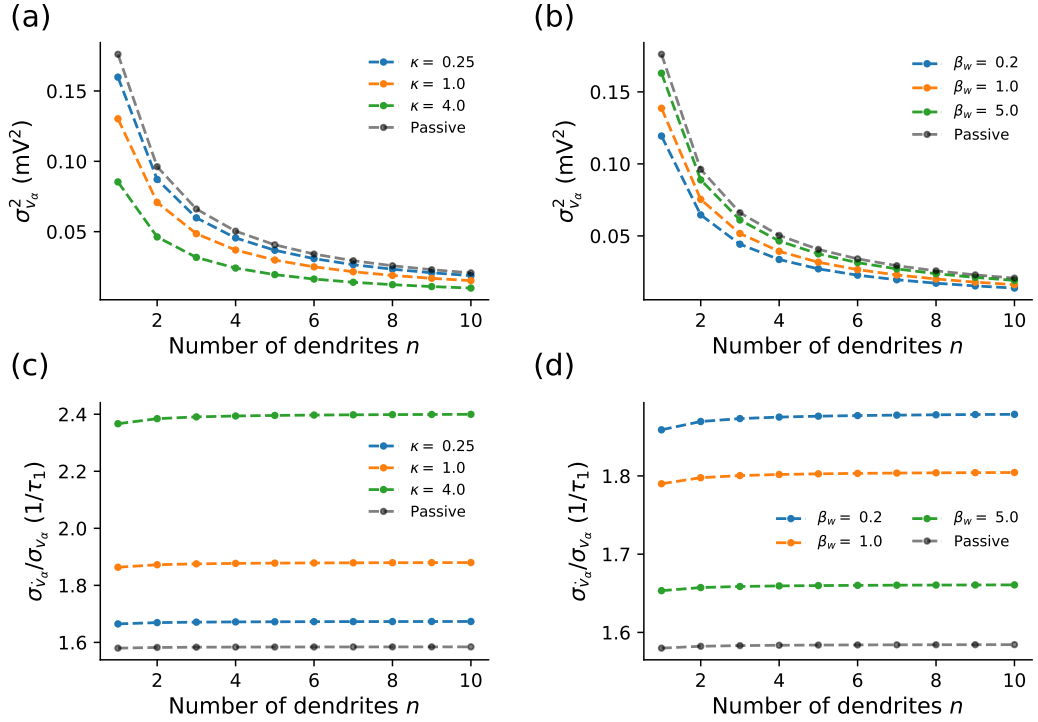 (a)
σ²_{v_α} (mV²)
0.15
0.10
0.05
κ = 0.25
κ = 1.0
κ = 4.0
Passive
2 4 6 8 10
Number of dendrites n
(b)
σ²_{v_α} (mV²)
0.15
0.10
0.05
β_w = 0.2
β_w = 1.0
β_w = 5.0
Passive
2 4 6 8 10
Number of dendrites n
(c)
σ_{v̇_α}/σ_{v_α} (1/τ₁)
2.4
2.2
2.0
1.8
1.6
κ = 0.25
κ = 1.0
κ = 4.0
Passive
2 4 6 8 10
Number of dendrites n
(d)
σ_{v̇_α}/σ_{v_α} (1/τ₁)
1.8
1.7
1.6
β_w = 0.2 β_w = 5.0
β_w = 1.0 Passive
2 4 6 8 10
Number of dendrites n